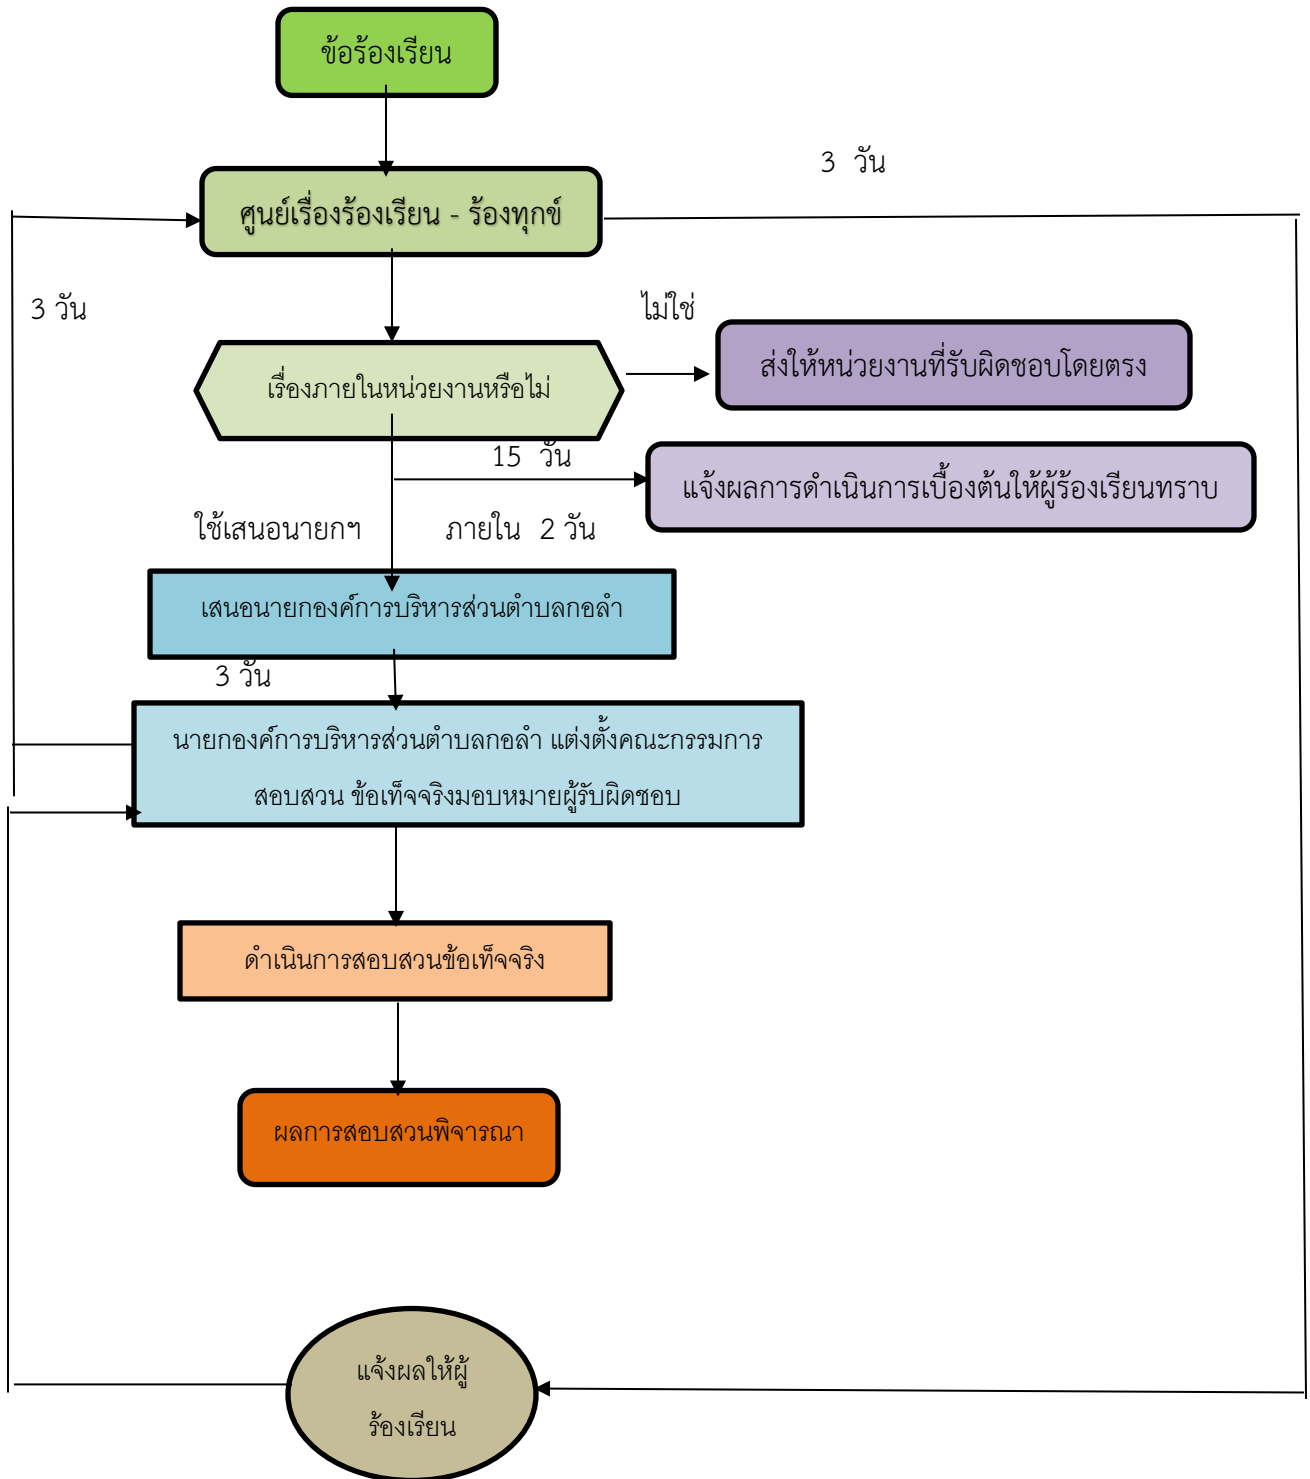 ข้อร้องเรียน
3 วัน
ศูนย์เรื่องร้องเรียน - ร้องทุกข์
3 วัน
ไม่ใช่
ส่งให้หน่วยงานที่รับผิดชอบโดยตรง
เรื่องภายในหน่วยงานหรือไม่
15 วัน
แจ้งผลการดำเนินการเบื้องต้นให้ผู้ร้องเรียนทราบ
ใช้เสนอนายกฯ ภายใน 2 วัน
เสนอนายกองค์การบริหารส่วนตำบลกอลำ
3 วัน
นายกองค์การบริหารส่วนตำบลกอลำ แต่งตั้งคณะกรรมการ
สอบสวน ข้อเท็จจริงมอบหมายผู้รับผิดชอบ
ดำเนินการสอบสวนข้อเท็จจริง
ผลการสอบสวนพิจารณา
แจ้งผลให้ผู้
ร้องเรียน